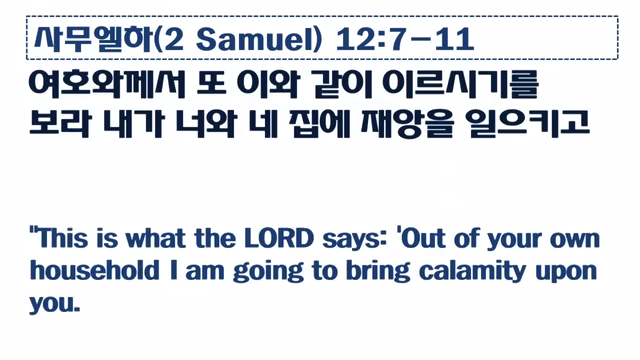 사무엘하(2 Samuel) 12:7-11
여호와께서 또 이와 같이 이르시기를
보라 내가 너와 네 집에 재앙을 일으키고
"This is what the LORD says: 'Out of your own
household I am going to bring calamity upon
you.